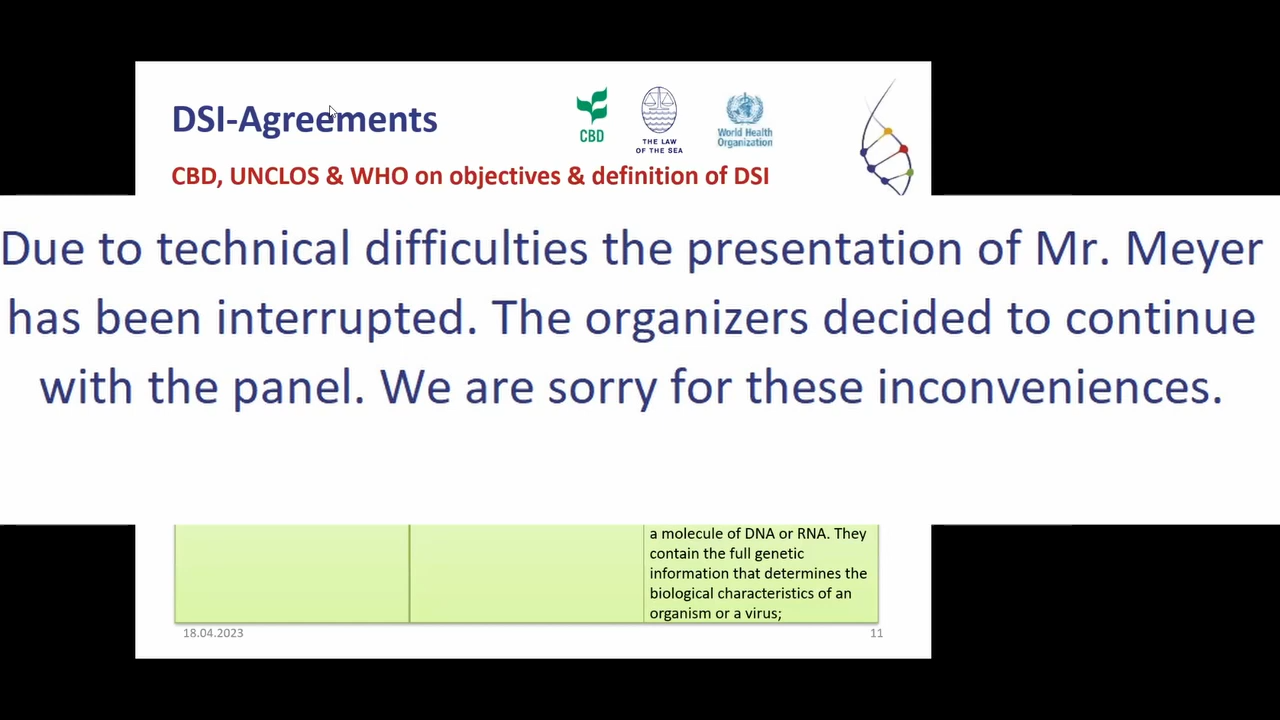 DSI-Agreements
CBD
THE LAW
OF THE SEA
World Health
Organization
CBD, UNCLOS & WHO on objectives & definition of DSI
Due to technical difficulties the presentation of Mr. Meyer
has been interrupted. The organizers decided to continue
with the panel. We are sorry for these inconveniences.
a molecule of DNA or RNA. They
contain the full genetic
information that determines the
biological characteristics of an
organism or a virus;
18.04.2023
11